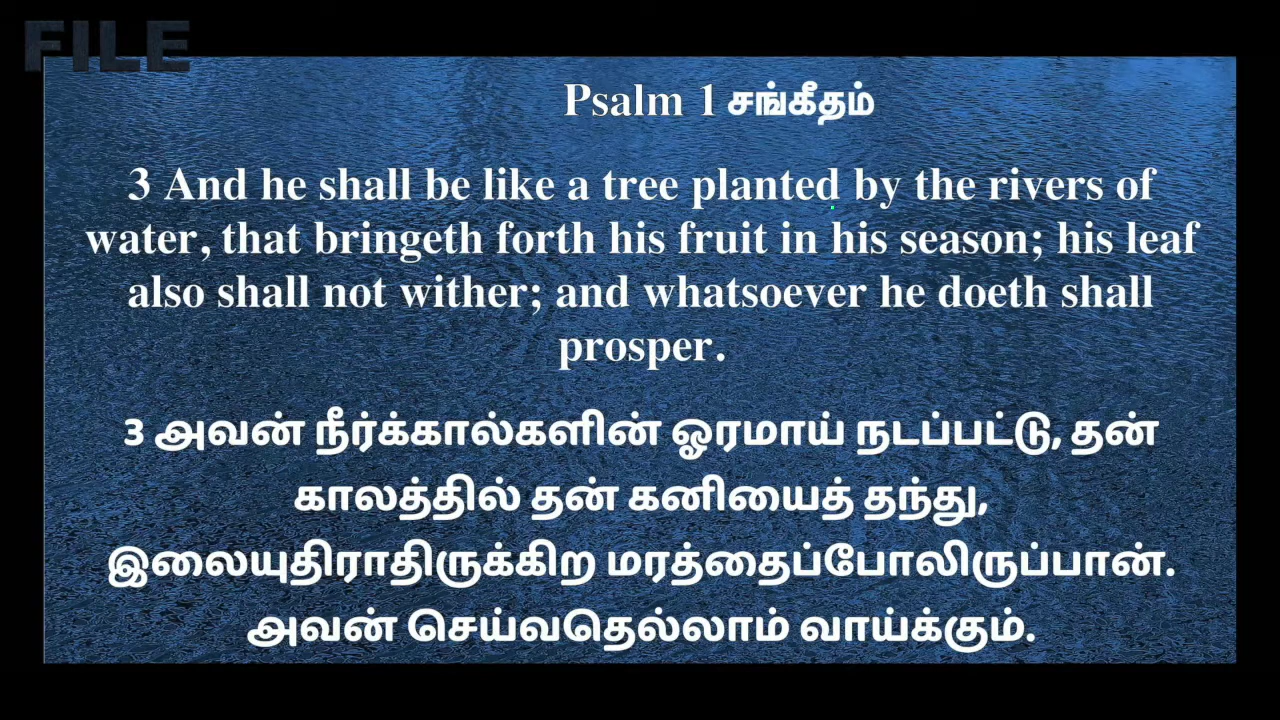 FILE
Psalm 1 சங்கீதம்
3 And he shall be like a tree planted by the rivers of
water, that bringeth forth his fruit in his season; his leaf
also shall not wither; and whatsoever he doeth shall
prosper.
3 அவன் நீர்க்கால்களின் ஓரமாய் நடப்பட்டு, தன்
காலத்தில் தன் கனியைத் தந்து,
இலையுதிராதிருக்கிற மரத்தைப்போலிருப்பான்.
அவன் செய்வதெல்லாம் வாய்க்கும்.